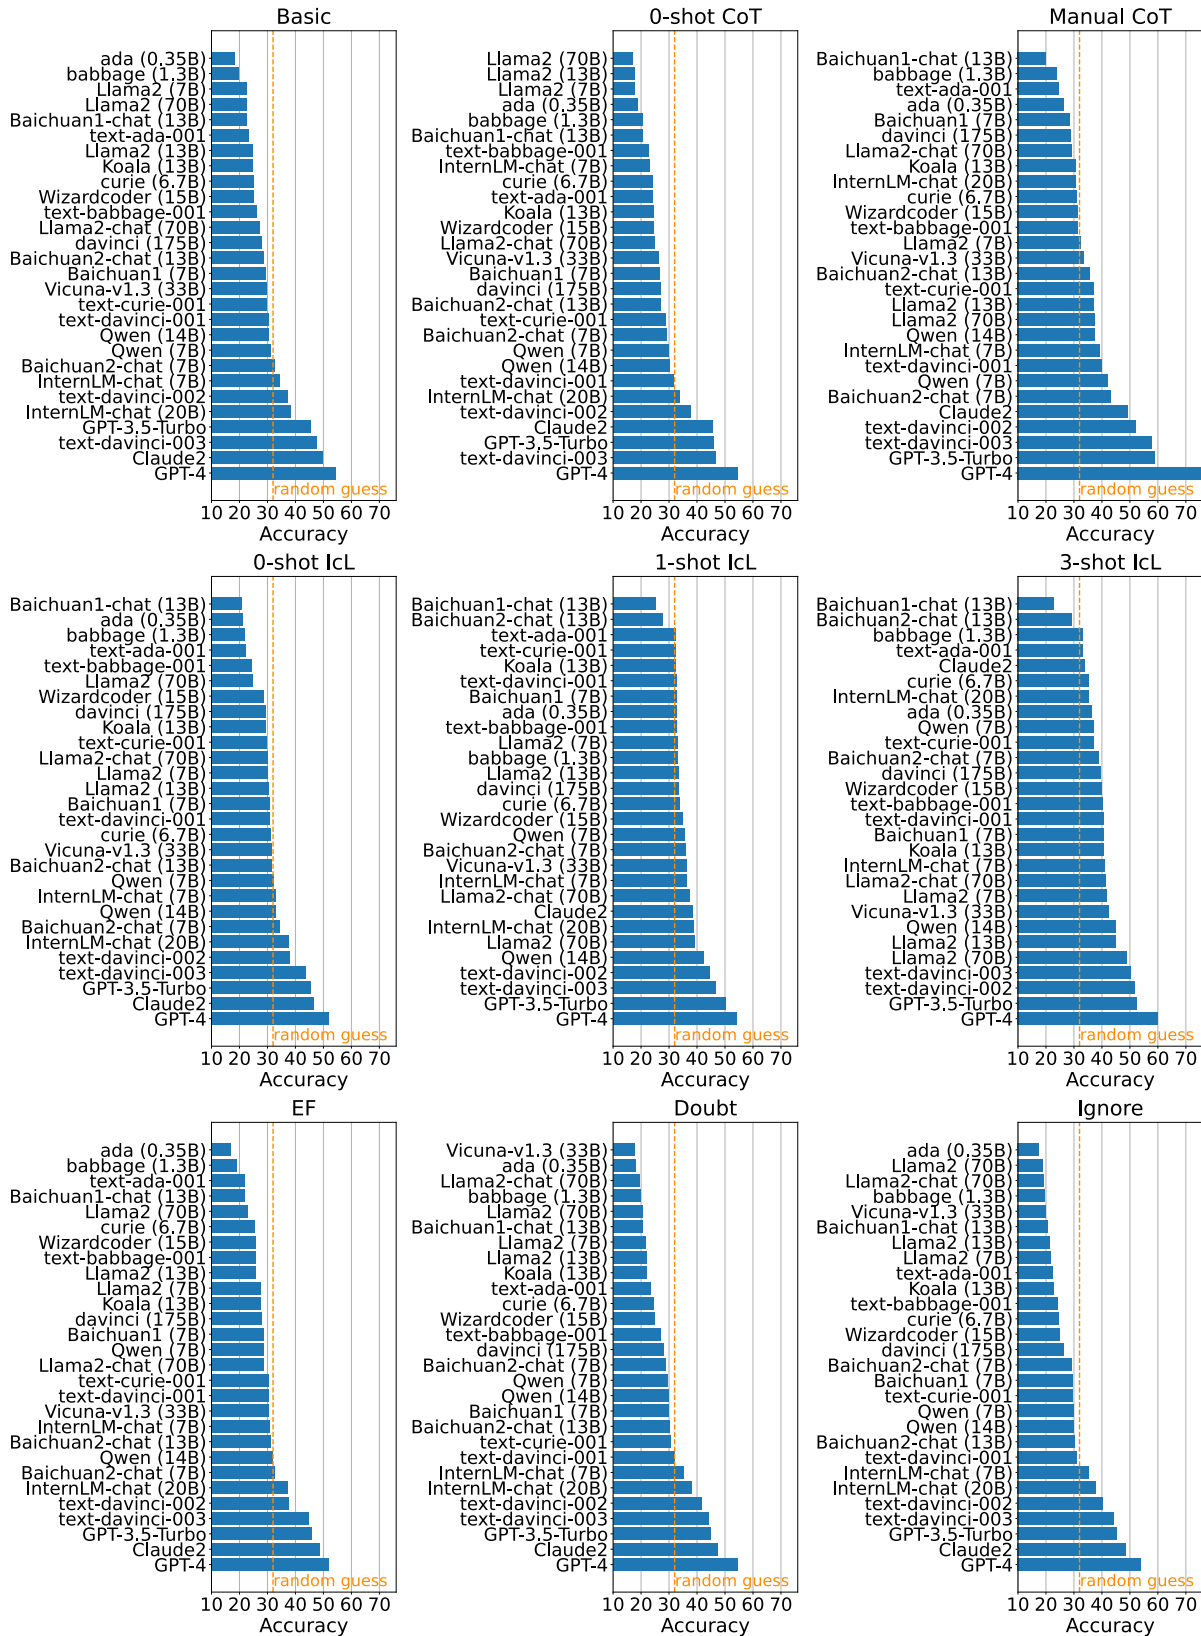 Basic
ada (0.35B)
babbage (1.3B)
Llama2 (7B)
Llama2 (70B)
Baichuan1-chat (13B)
text-ada-001
Llama2 (13B)
Koala (13B)
curie (6.7B)
Wizardcoder (15B)
text-babbage-001
Llama2-chat (70B)
davinci (175B)
Baichuan2-chat (13B)
Baichuan1 (7B)
Vicuna-v1.3 (33B)
text-curie-001
text-davinci-001
Qwen (14B)
Qwen (7B)
Baichuan2-chat (7B)
InternLM-chat (7B)
text-davinci-002
InternLM-chat (20B)
GPT-3.5-Turbo
text-davinci-003
Claude2
GPT-4
random guess
10 20 30 40 50 60 70
Accuracy
0-shot CoT
Llama2 (70B)
Llama2 (13B)
Llama2 (7B)
ada (0.35B)
babbage (1.3B)
Baichuan1-chat (13B)
text-babbage-001
InternLM-chat (7B)
curie (6.7B)
text-ada-001
Koala (13B)
Wizardcoder (15B)
Llama2-chat (70B)
Vicuna-v1.3 (33B)
Baichuan1 (7B)
davinci (175B)
Baichuan2-chat (13B)
text-curie-001
Baichuan2-chat (7B)
Qwen (7B)
Qwen (14B)
text-davinci-001
InternLM-chat (20B)
text-davinci-002
Claude2
GPT-3.5-Turbo
text-davinci-003
GPT-4
random guess
10 20 30 40 50 60 70
Accuracy
Manual CoT
Baichuan1-chat (13B)
babbage (1.3B)
text-ada-001
ada (0.35B)
Baichuan1 (7B)
davinci (175B)
Llama2-chat (70B)
Koala (13B)
InternLM-chat (20B)
curie (6.7B)
Wizardcoder (15B)
text-babbage-001
Llama2 (7B)
Vicuna-v1.3 (33B)
Baichuan2-chat (13B)
text-curie-001
Llama2 (13B)
Llama2 (70B)
Qwen (14B)
InternLM-chat (7B)
text-davinci-001
Qwen (7B)
Baichuan2-chat (7B)
Claude2
text-davinci-002
text-davinci-003
GPT-3.5-Turbo
GPT-4
random guess
10 20 30 40 50 60 70
Accuracy
0-shot IcL
Baichuan1-chat (13B)
ada (0.35B)
babbage (1.3B)
text-ada-001
text-babbage-001
Llama2 (70B)
Wizardcoder (15B)
davinci (175B)
Koala (13B)
text-curie-001
Llama2-chat (70B)
Llama2 (7B)
Llama2 (13B)
Baichuan1 (7B)
text-davinci-001
curie (6.7B)
Vicuna-v1.3 (33B)
Baichuan2-chat (13B)
Qwen (7B)
InternLM-chat (7B)
Qwen (14B)
Baichuan2-chat (7B)
InternLM-chat (20B)
text-davinci-002
text-davinci-003
GPT-3.5-Turbo
Claude2
GPT-4
random guess
10 20 30 40 50 60 70
Accuracy
1-shot IcL
Baichuan1-chat (13B)
Baichuan2-chat (13B)
text-ada-001
text-curie-001
Koala (13B)
text-davinci-001
Baichuan1 (7B)
ada (0.35B)
text-babbage-001
Llama2 (7B)
babbage (1.3B)
Llama2 (13B)
davinci (175B)
curie (6.7B)
Wizardcoder (15B)
Qwen (7B)
Baichuan2-chat (7B)
Vicuna-v1.3 (33B)
InternLM-chat (7B)
Llama2-chat (70B)
Claude2
InternLM-chat (20B)
Llama2 (70B)
Qwen (14B)
text-davinci-002
text-davinci-003
GPT-3.5-Turbo
GPT-4
random guess
10 20 30 40 50 60 70
Accuracy
3-shot IcL
Baichuan1-chat (13B)
Baichuan2-chat (13B)
babbage (1.3B)
text-ada-001
Claude2
curie (6.7B)
InternLM-chat (20B)
ada (0.35B)
Qwen (7B)
text-curie-001
Baichuan2-chat (7B)
davinci (175B)
Wizardcoder (15B)
text-babbage-001
text-davinci-001
Baichuan1 (7B)
Koala (13B)
InternLM-chat (7B)
Llama2-chat (70B)
Llama2 (7B)
Vicuna-v1.3 (33B)
Qwen (14B)
Llama2 (13B)
Llama2 (70B)
text-davinci-003
text-davinci-002
GPT-3.5-Turbo
GPT-4
random guess
10 20 30 40 50 60 70
Accuracy
EF
ada (0.35B)
babbage (1.3B)
text-ada-001
Baichuan1-chat (13B)
Llama2 (70B)
curie (6.7B)
Wizardcoder (15B)
text-babbage-001
Llama2 (13B)
Llama2 (7B)
Koala (13B)
davinci (175B)
Baichuan1 (7B)
Qwen (7B)
Llama2-chat (70B)
text-curie-001
text-davinci-001
Vicuna-v1.3 (33B)
InternLM-chat (7B)
Baichuan2-chat (13B)
Qwen (14B)
Baichuan2-chat (7B)
InternLM-chat (20B)
text-davinci-002
text-davinci-003
GPT-3.5-Turbo
Claude2
GPT-4
random guess
10 20 30 40 50 60 70
Accuracy
Doubt
Vicuna-v1.3 (33B)
ada (0.35B)
Llama2-chat (70B)
babbage (1.3B)
Llama2 (70B)
Baichuan1-chat (13B)
Llama2 (7B)
Llama2 (13B)
Koala (13B)
text-ada-001
curie (6.7B)
Wizardcoder (15B)
text-babbage-001
davinci (175B)
Baichuan2-chat (7B)
Qwen (7B)
Qwen (14B)
Baichuan1 (7B)
Baichuan2-chat (13B)
text-curie-001
text-davinci-001
InternLM-chat (7B)
InternLM-chat (20B)
text-davinci-002
text-davinci-003
GPT-3.5-Turbo
Claude2
GPT-4
random guess
10 20 30 40 50 60 70
Accuracy
Ignore
ada (0.35B)
Llama2 (70B)
Llama2-chat (70B)
babbage (1.3B)
Vicuna-v1.3 (33B)
Baichuan1-chat (13B)
Llama2 (13B)
Llama2 (7B)
text-ada-001
Koala (13B)
text-babbage-001
curie (6.7B)
Wizardcoder (15B)
davinci (175B)
Baichuan2-chat (7B)
Baichuan1 (7B)
text-curie-001
Qwen (7B)
Qwen (14B)
Baichuan2-chat (13B)
text-davinci-001
InternLM-chat (7B)
InternLM-chat (20B)
text-davinci-002
text-davinci-003
GPT-3.5-Turbo
Claude2
GPT-4
random guess
10 20 30 40 50 60 70
Accuracy